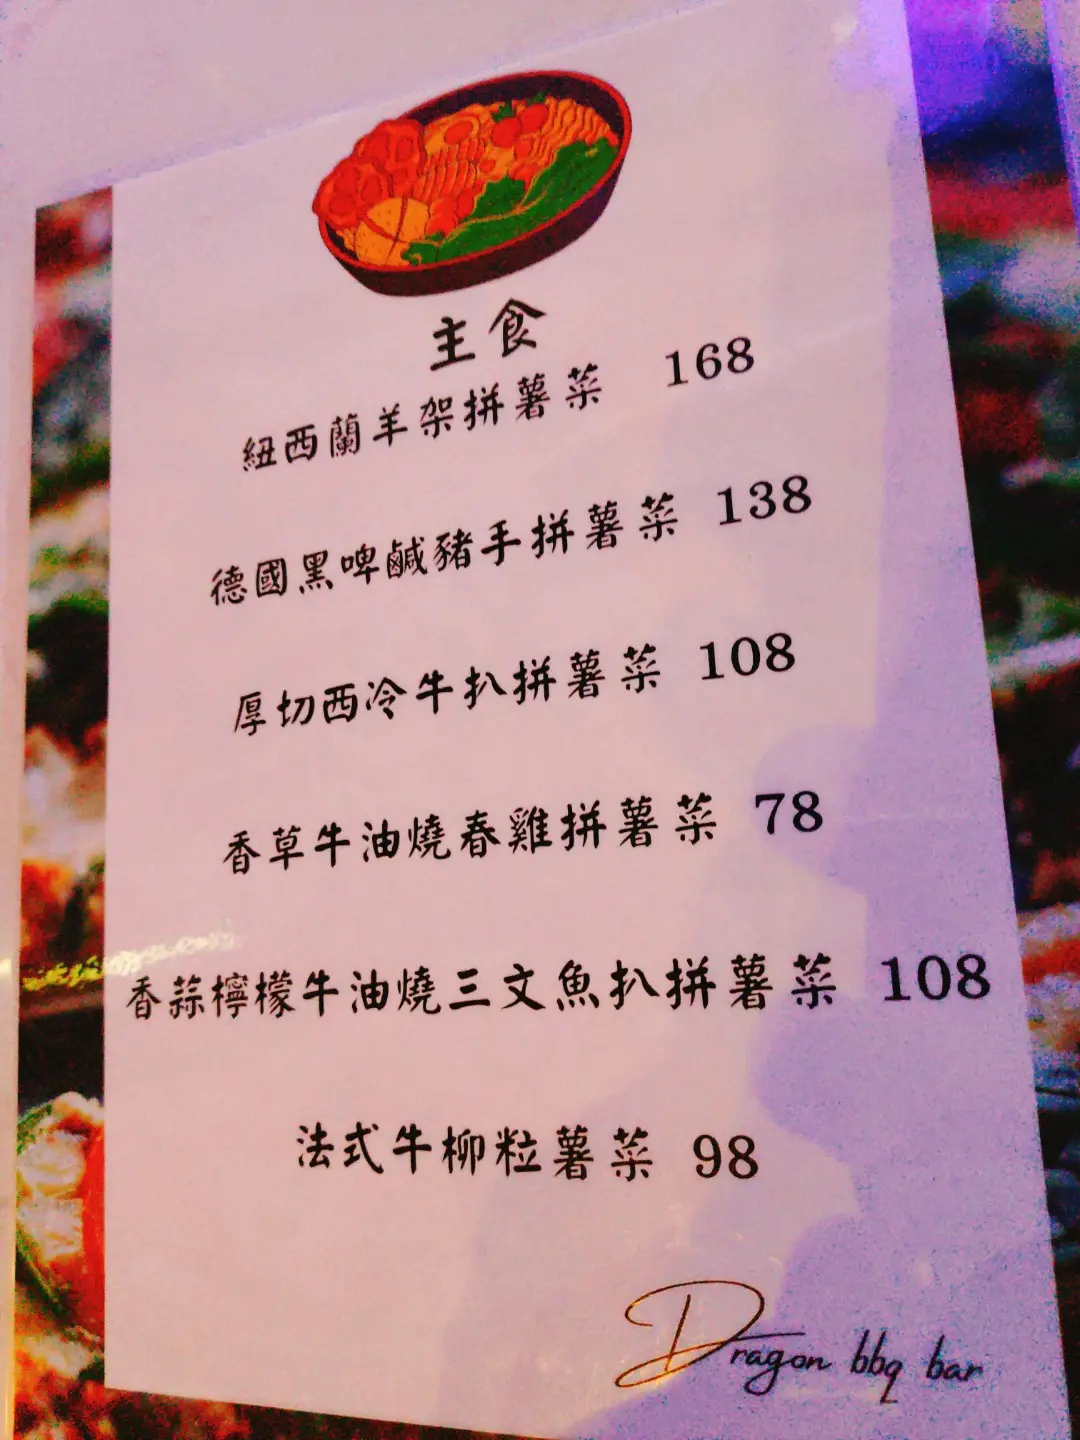 主食
紐西蘭羊架拼薯菜 168
德國黑啤鹹豬手拼薯菜 138
厚切西冷牛扒拼薯菜 108
香草牛油燒春雞拼薯菜 78
香蒜檸檬牛油燒三文魚扒拼薯菜 108
法式牛柳粒薯菜 98
Dragon bbq bar